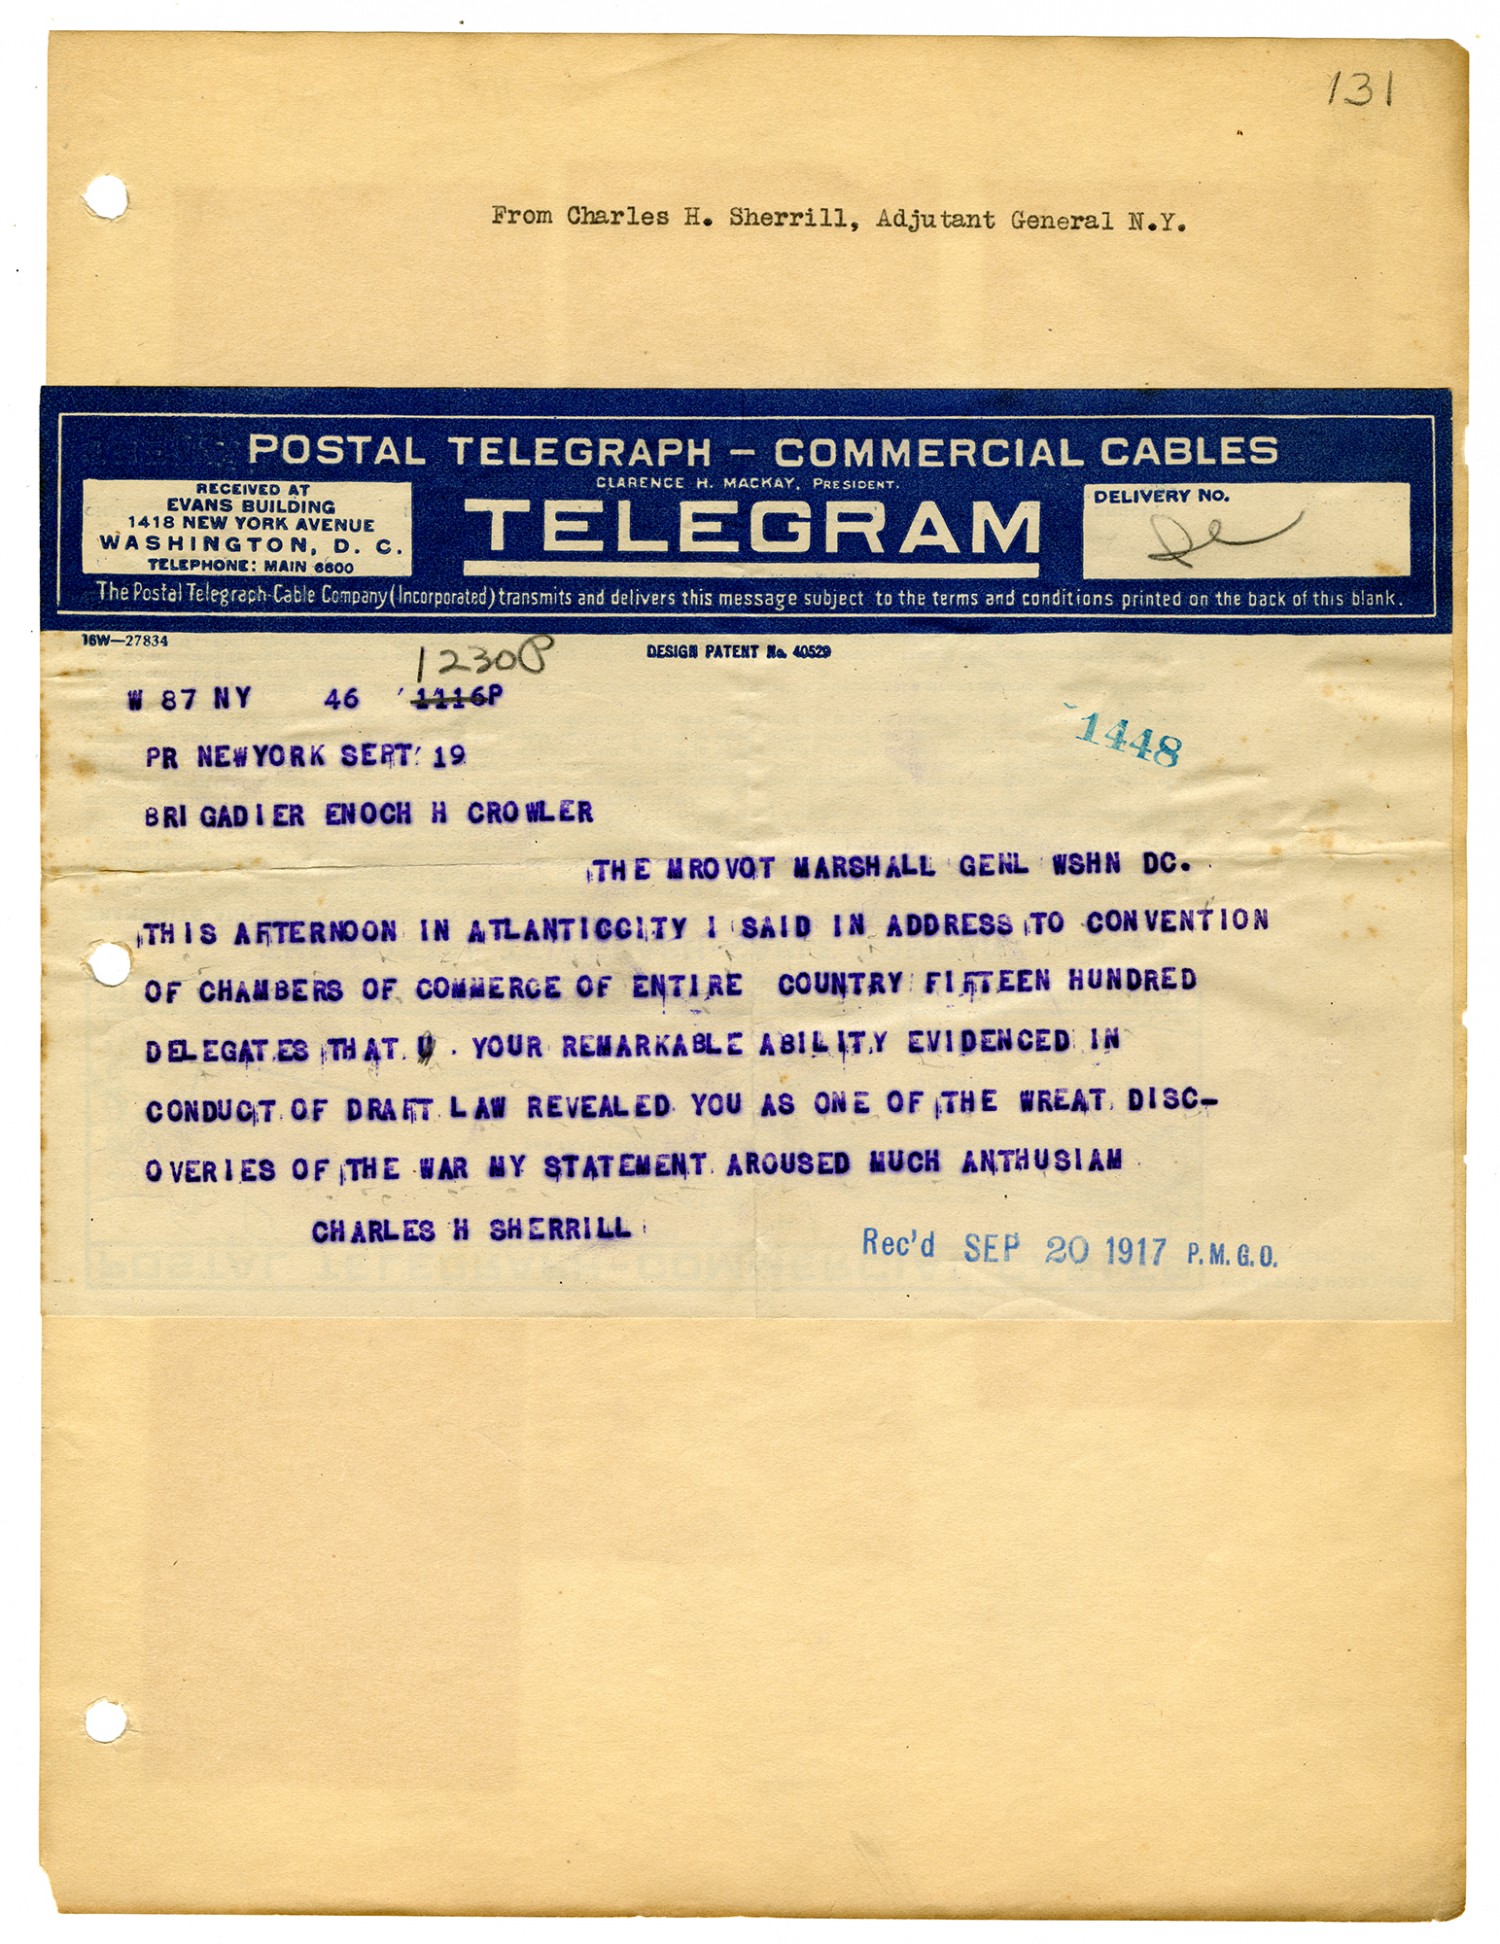 131
From Charles H. Sherrill, Adjutant General N.Y.
POSTAL TELEGRAPH – COMMERCIAL CABLES
CLARENCE H. MACKAY, PRESIDENT.
RECEIVED AT
EVANS BUILDING
1418 NEW YORK AVENUE
WASHINGTON, D. C.
TELEPHONE: MAIN 6600
TELEGRAM
DELIVERY NO.
The Postal Telegraph-Cable Company (Incorporated) transmits and delivers this message subject to the terms and conditions printed on the back of this blank.
16W—27834
DESIGN PATENT No. 40529
1230P
W 87 NY 46 1116P
1448
PR NEWYORK SEPT 19
BRIGADIER ENOCH H CROWLER
THE MROVOT MARSHALL GENL WSHN DC.
THIS AFTERNOON IN ATLANTICCITY I SAID IN ADDRESS TO CONVENTION
OF CHAMBERS OF COMMERCE OF ENTIRE COUNTRY FIFTEEN HUNDRED
DELEGATES THAT . YOUR REMARKABLE ABILITY EVIDENCED IN
CONDUCT OF DRAFT LAW REVEALED YOU AS ONE OF THE WREAT DISC-
OVERIES OF THE WAR MY STATEMENT AROUSED MUCH ANTHUSIAM
CHARLES H SHERRILL
Rec'd SEP 20 1917 P.M.G.O.